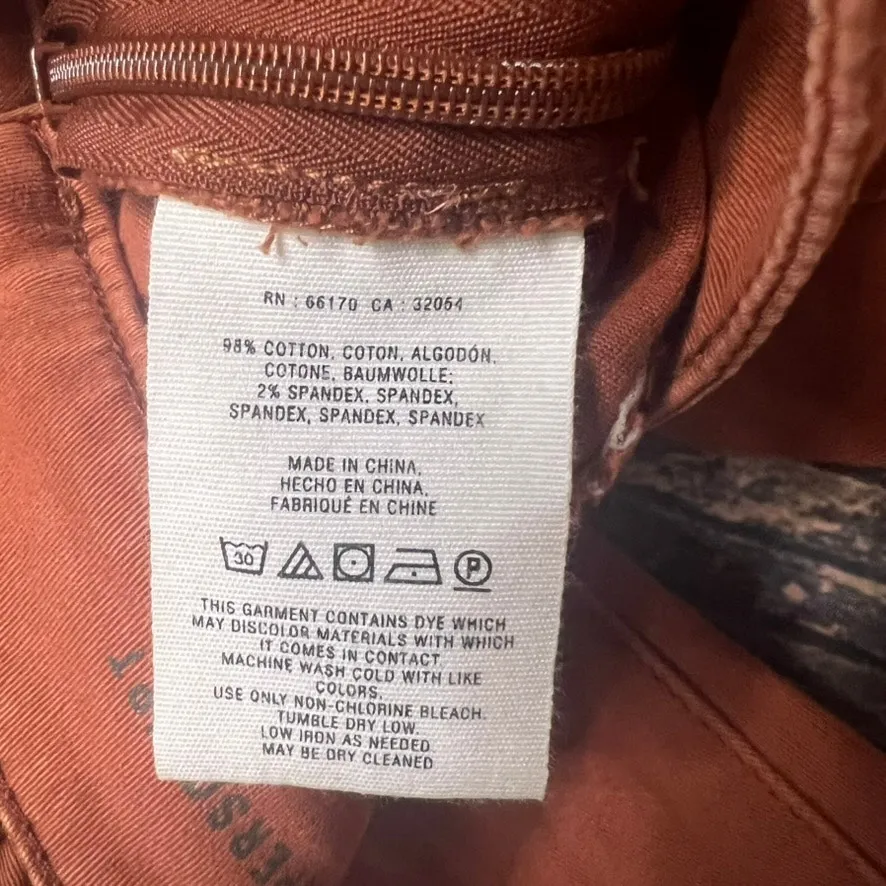 RN : 66170 CA : 32054
98% COTTON, COTON, ALGODÓN,
COTONE, BAUMWOLLE;
2% SPANDEX, SPANDEX,
SPANDEX, SPANDEX, SPANDEX
MADE IN CHINA,
HECHO EN CHINA,
FABRIQUÉ EN CHINE
30
P
THIS GARMENT CONTAINS DYE WHICH
MAY DISCOLOR MATERIALS WITH WHICH
IT COMES IN CONTACT.
MACHINE WASH COLD WITH LIKE
COLORS.
USE ONLY NON-CHLORINE BLEACH.
TUMBLE DRY LOW.
LOW IRON AS NEEDED
MAY BE DRY CLEANED